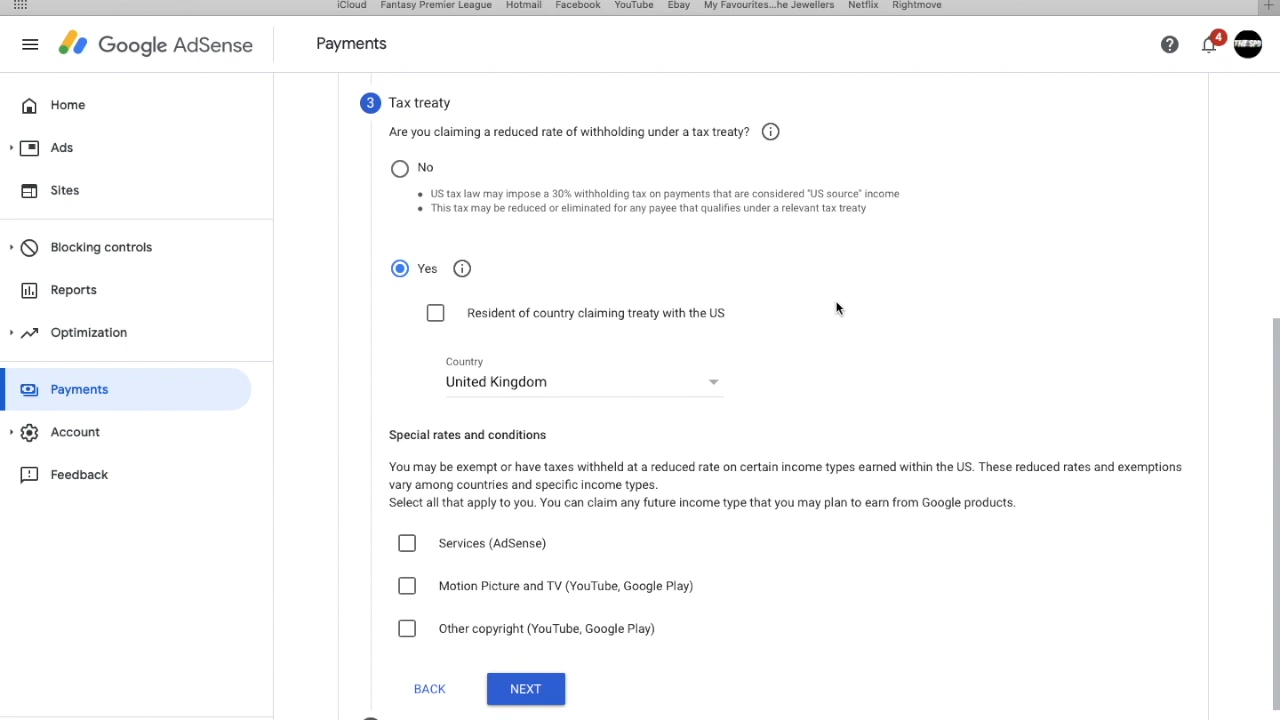 iCloud Fantasy Premier League Hotmail Facebook YouTube Ebay My Favourites...he Jewellers Netflix Rightmove
Google AdSense
Payments
4
THE SPO
Home
Ads
Sites
Blocking controls
Reports
Optimization
Payments
Account
Feedback
3 Tax treaty
Are you claiming a reduced rate of withholding under a tax treaty?
No
• US tax law may impose a 30% withholding tax on payments that are considered "US source" income
• This tax may be reduced or eliminated for any payee that qualifies under a relevant tax treaty
Yes
Resident of country claiming treaty with the US
Country
United Kingdom
Special rates and conditions
You may be exempt or have taxes withheld at a reduced rate on certain income types earned within the US. These reduced rates and exemptions
vary among countries and specific income types.
Select all that apply to you. You can claim any future income type that you may plan to earn from Google products.
Services (AdSense)
Motion Picture and TV (YouTube, Google Play)
Other copyright (YouTube, Google Play)
BACK NEXT